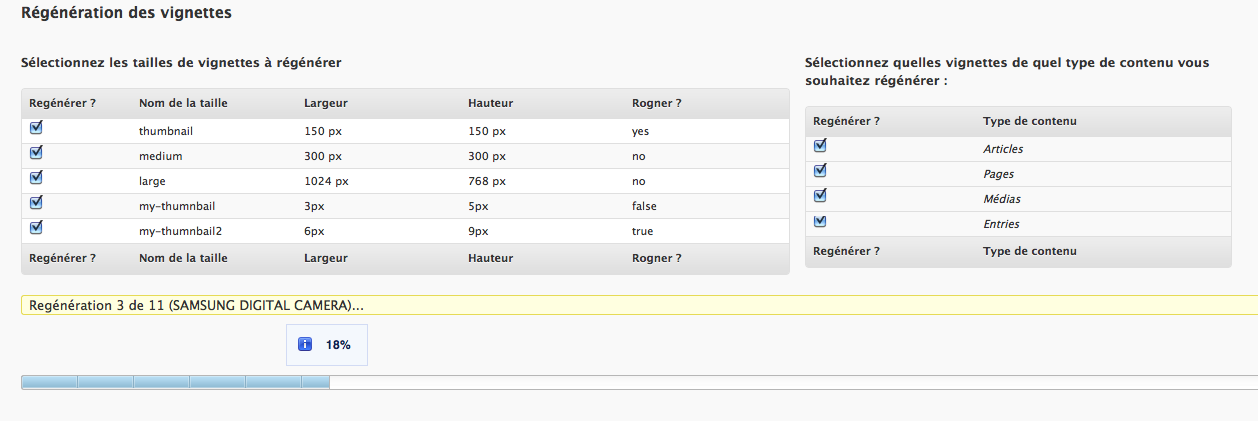 Régénération des vignettes
Sélectionnez les tailles de vignettes à régénérer
Regénérer ? Nom de la taille Largeur Hauteur Rogner ?
thumbnail 150 px 150 px yes
medium 300 px 300 px no
large 1024 px 768 px no
my-thumnbail 3px 5px false
my-thumnbail2 6px 9px true
Regénérer ? Nom de la taille Largeur Hauteur Rogner ?
Sélectionnez quelles vignettes de quel type de contenu vous
souhaitez régénérer :
Regénérer ? Type de contenu
Articles
Pages
Médias
Entries
Regénérer ? Type de contenu
Regénération 3 de 11 (SAMSUNG DIGITAL CAMERA)...
18%